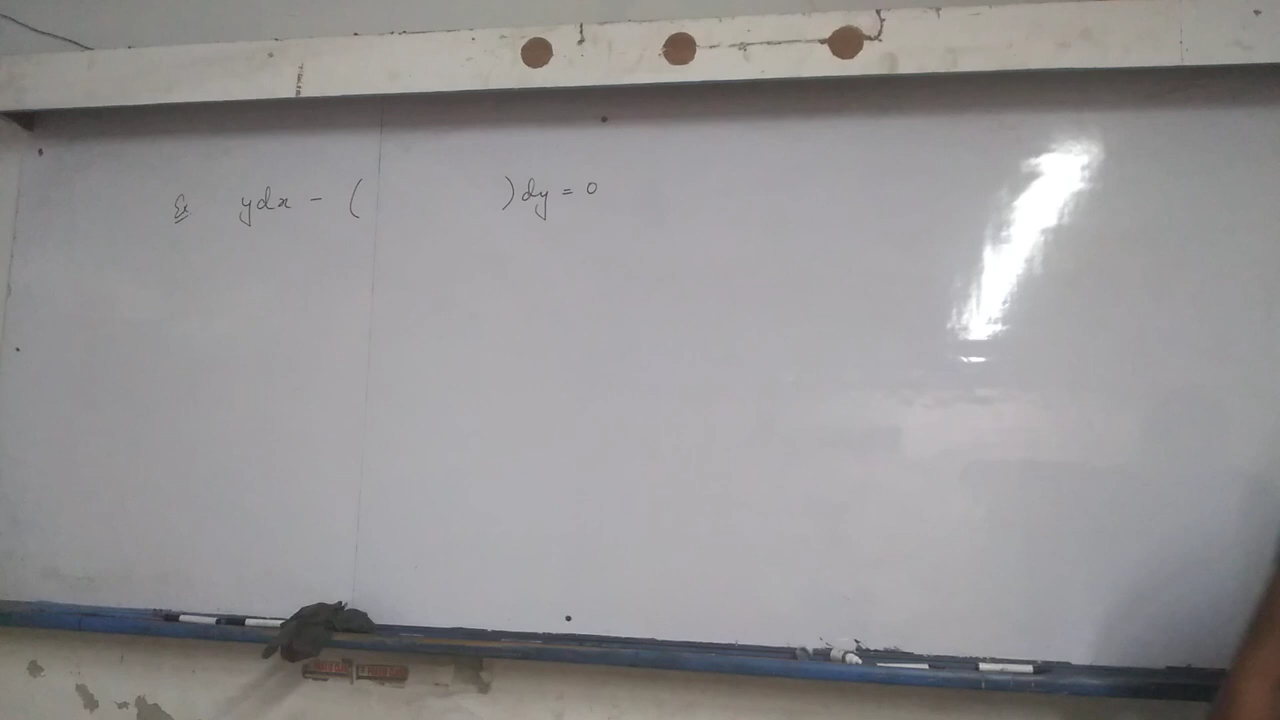 Ex ydx - ( ) dy = 0